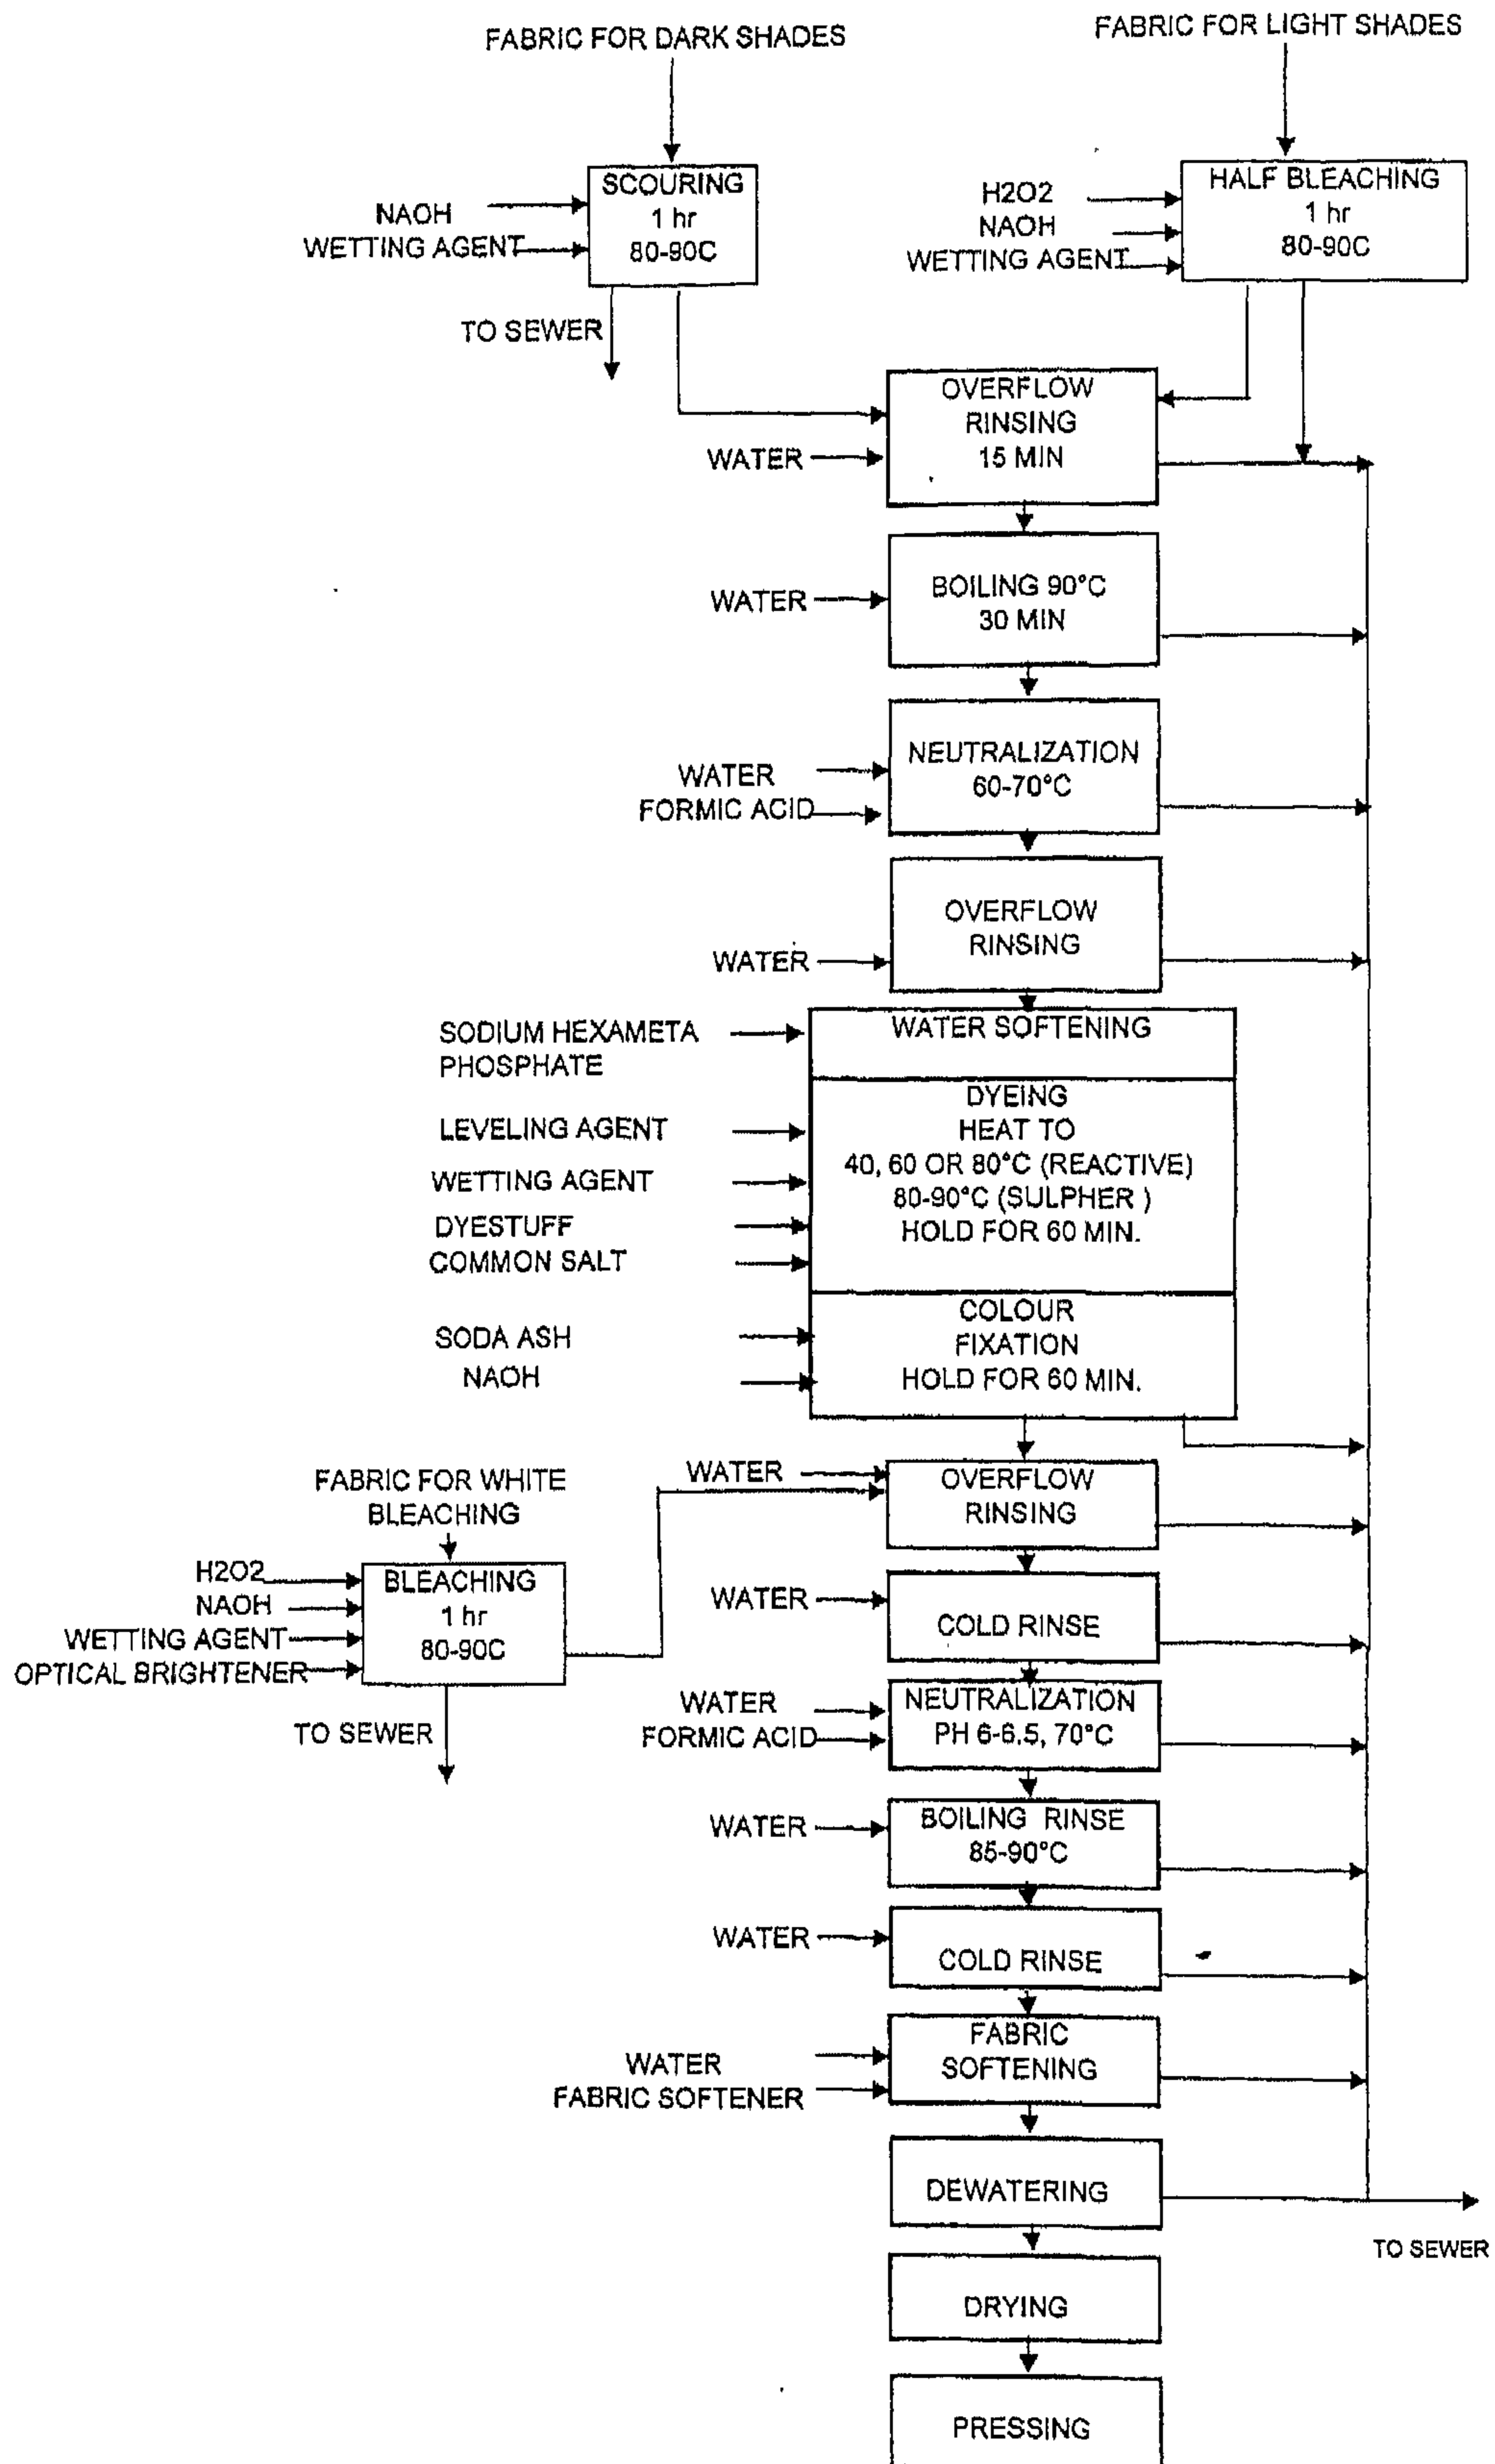 FABRIC FOR DARK SHADES
FABRIC FOR LIGHT SHADES
SCOURING
1 hr
80-90C
NAOH
WETTING AGENT
TO SEWER
HALF BLEACHING
1 hr
80-90C
H2O2
NAOH
WETTING AGENT
OVERFLOW
RINSING
15 MIN
WATER
BOILING 90°C
30 MIN
WATER
NEUTRALIZATION
60-70°C
WATER
FORMIC ACID
OVERFLOW
RINSING
WATER
WATER SOFTENING
SODIUM HEXAMETA
PHOSPHATE
DYEING
HEAT TO
40, 60 OR 80°C (REACTIVE)
80-90°C (SULPHER )
HOLD FOR 60 MIN.
LEVELING AGENT
WETTING AGENT
DYESTUFF
COMMON SALT
COLOUR
FIXATION
HOLD FOR 60 MIN.
SODA ASH
NAOH
FABRIC FOR WHITE
BLEACHING
WATER
OVERFLOW
RINSING
H2O2
NAOH
WETTING AGENT
OPTICAL BRIGHTENER
BLEACHING
1 hr
80-90C
TO SEWER
WATER
COLD RINSE
WATER
FORMIC ACID
NEUTRALIZATION
PH 6-6.5, 70°C
WATER
BOILING RINSE
85-90°C
WATER
COLD RINSE
WATER
FABRIC SOFTENER
FABRIC
SOFTENING
DEWATERING
TO SEWER
DRYING
PRESSING